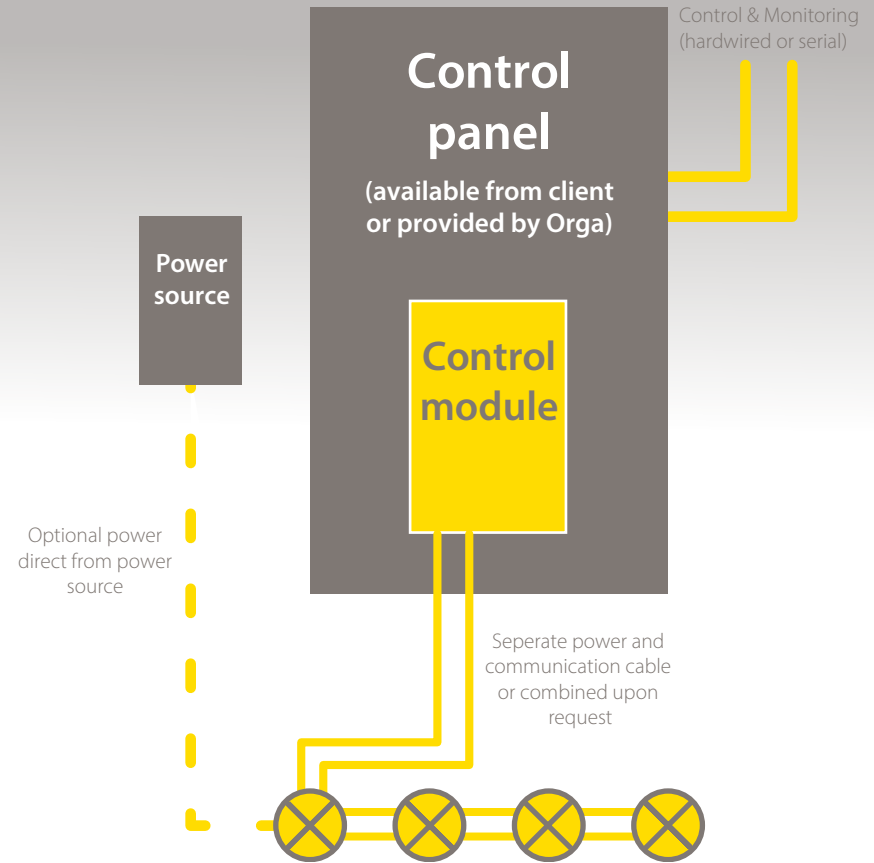 Control & Monitoring
(hardwired or serial)
Control
panel
(available from client
or provided by Orga)
Power
source
Control
module
Optional power
direct from power
source
Seperate power and
communication cable
or combined upon
request